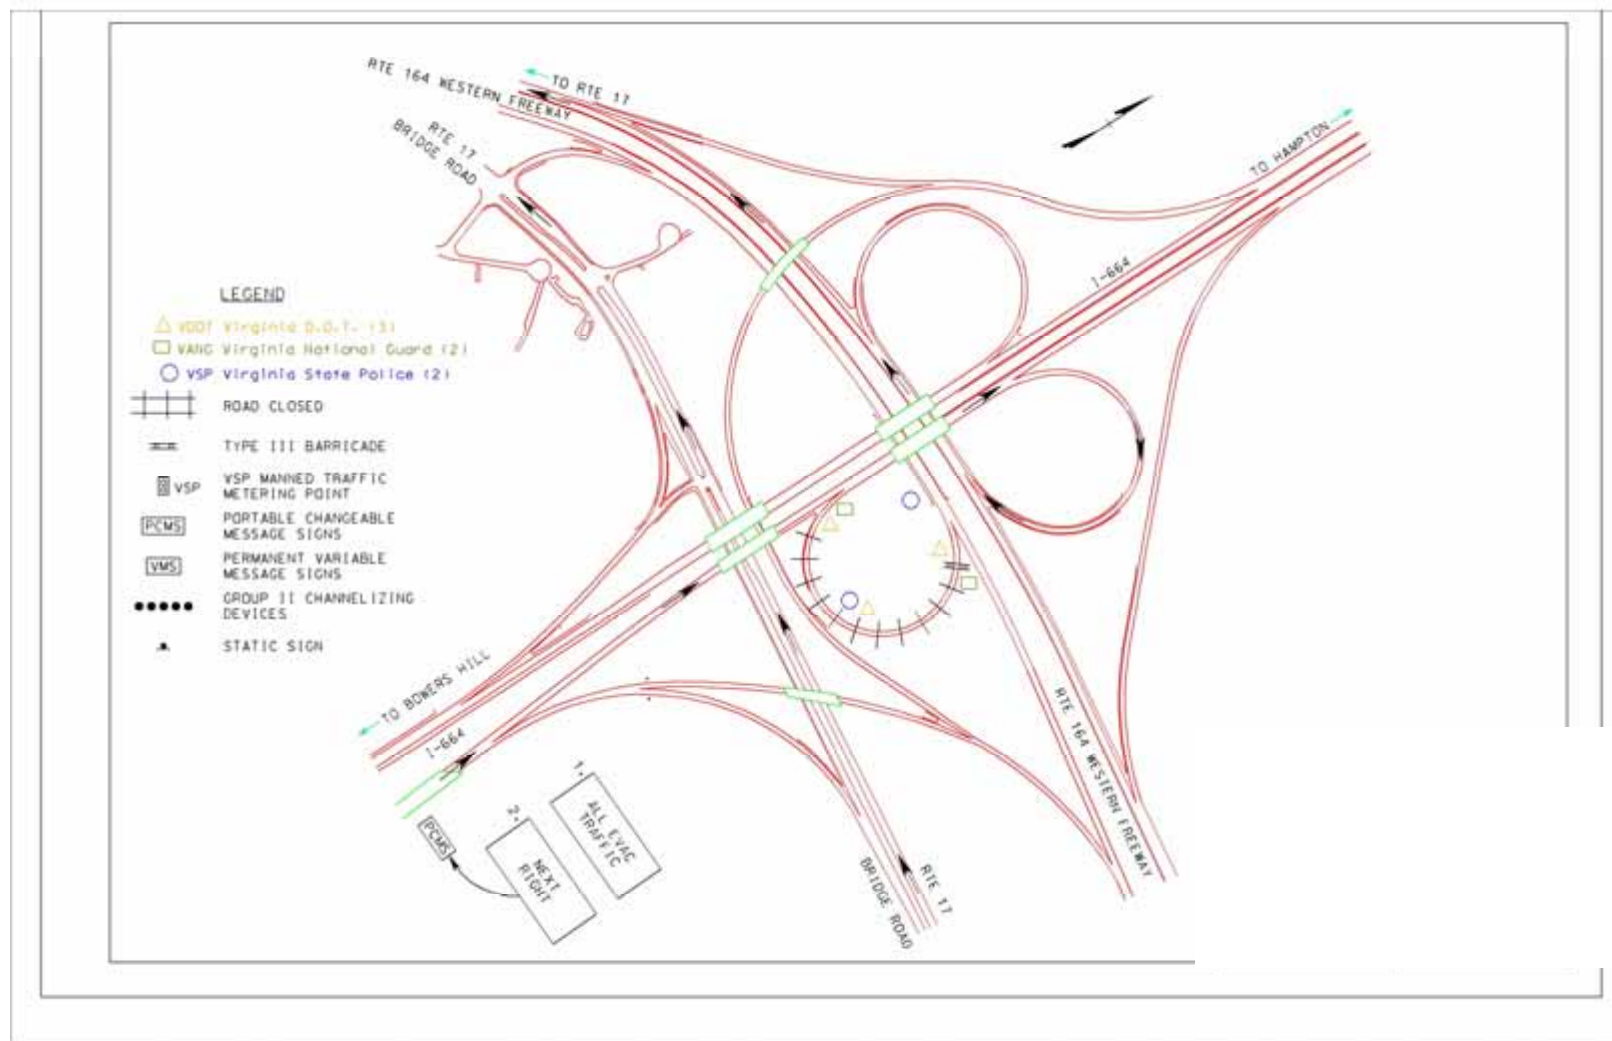 TO RTE 17
RTE 164 WESTERN FREEWAY
RTE 17
BRIDGE ROAD
TO HAMPTON
I-664
LEGEND
VDOT Virginia D.O.T. (3)
VANG Virginia National Guard (2)
VSP Virginia State Police (2)
ROAD CLOSED
TYPE III BARRICADE
VSP
VSP MANNED TRAFFIC
METERING POINT
PCMS
PORTABLE CHANGEABLE
MESSAGE SIGNS
VMS
PERMANENT VARIABLE
MESSAGE SIGNS
GROUP II CHANNELIZING
DEVICES
STATIC SIGN
TO BOWERS HILL
I-664
1.
ALL EVAC
TRAFFIC
2.
NEXT
RIGHT
PCMS
RTE 164 WESTERN FREEWAY
RTE 17
BRIDGE ROAD